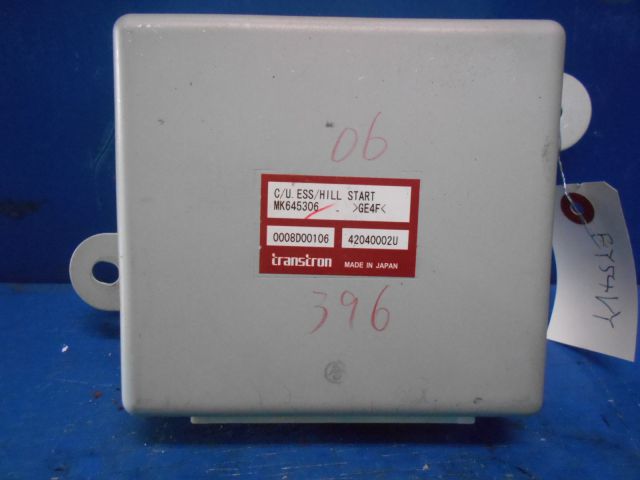 06
C/U ESS/HILL START
MK645306 - >GE4F<
0008D00106 42040002U
transtron MADE IN JAPAN
396